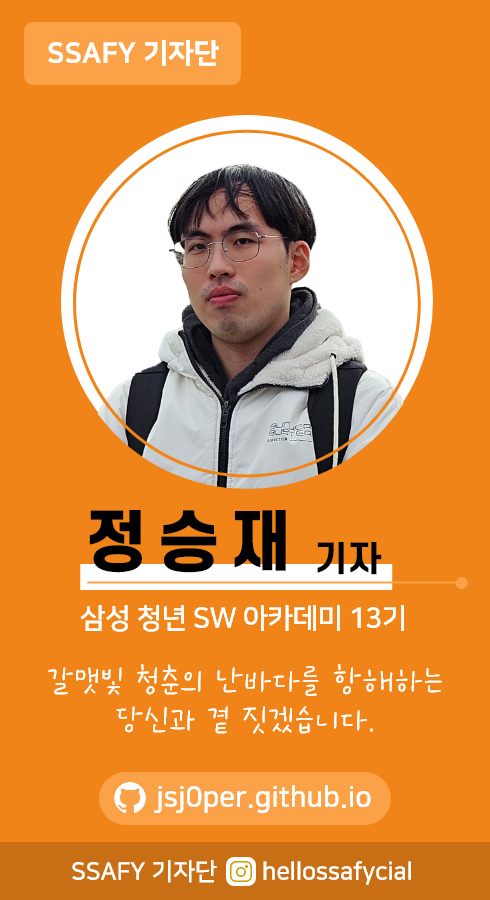 SSAFY 기자단
정승재 기자
삼성 청년 SW 아카데미 13기
갈맷빛 청춘의 난바다를 항해하는
당신과 곁 짓겠습니다.
jsj0per.github.io
SSAFY 기자단 hellossafycial